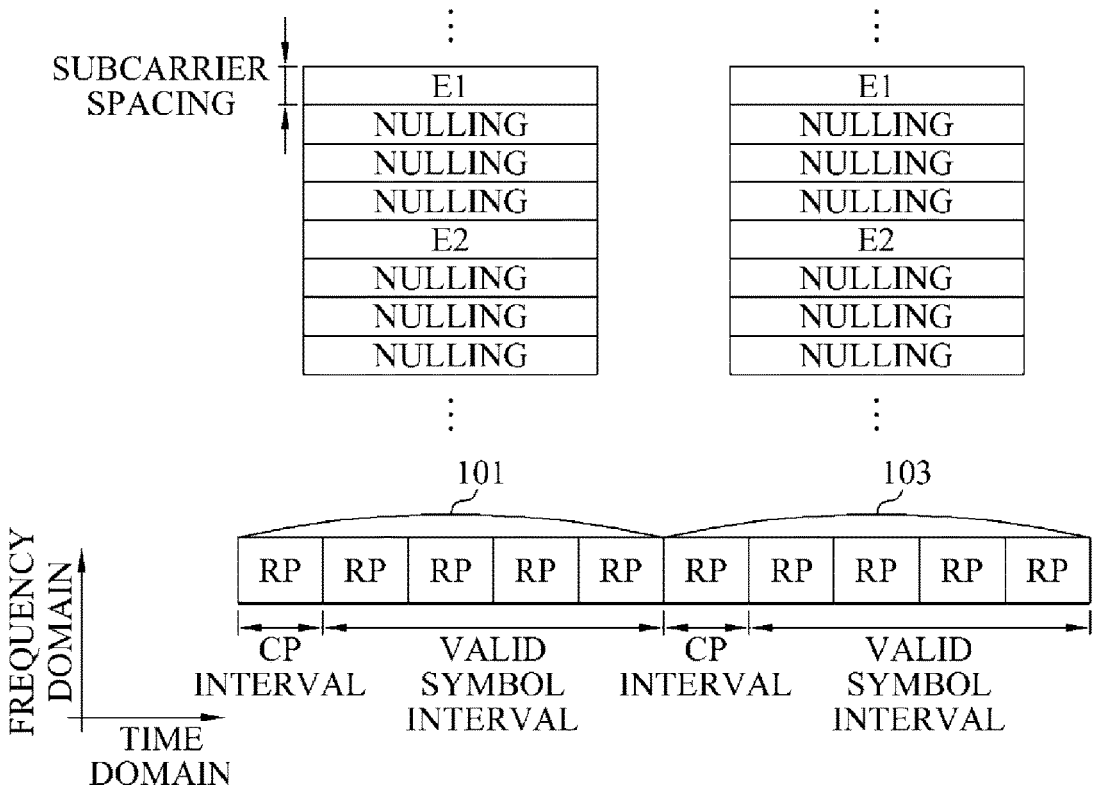 SUBCARRIER
SPACING
E1
NULLING
NULLING
NULLING
E2
NULLING
NULLING
NULLING
E1
NULLING
NULLING
NULLING
E2
NULLING
NULLING
NULLING
101
103
RP RP RP RP RP RP RP RP RP RP
CP
INTERVAL
VALID
SYMBOL
INTERVAL
CP
INTERVAL
VALID
SYMBOL
INTERVAL
FREQUENCY
DOMAIN
TIME
DOMAIN